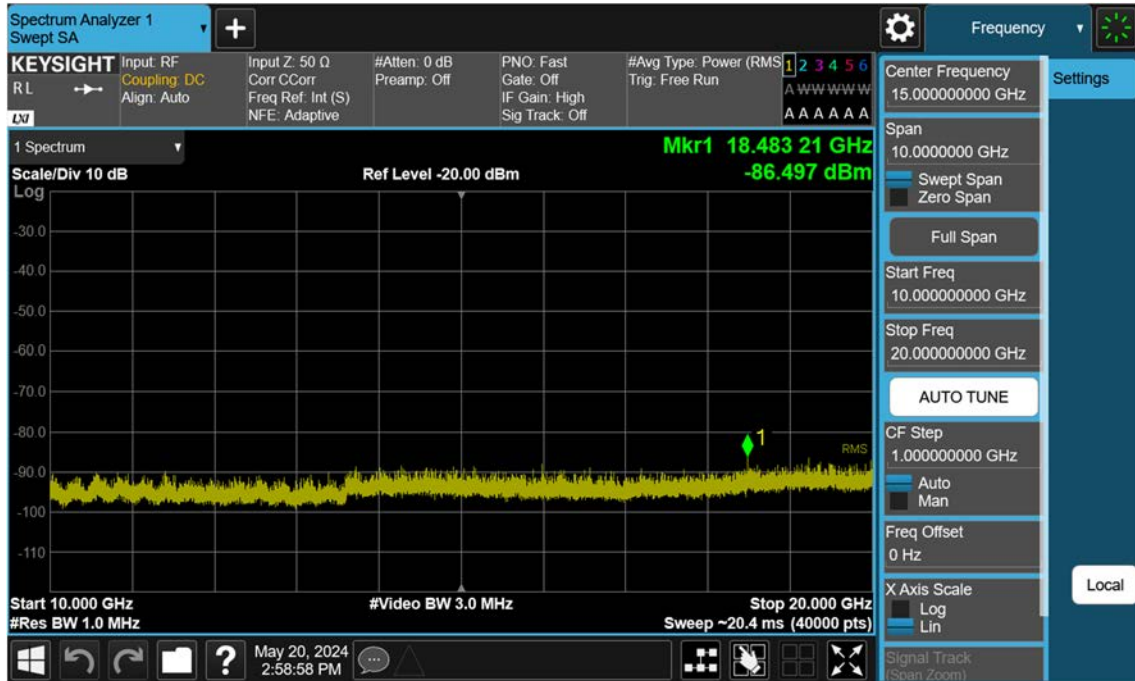 Spectrum Analyzer 1
Swept SA
Frequency
KEYSIGHT
R L
LXI
Input: RF
Coupling: DC
Align: Auto
Input Z: 50 Ω
Corr CCorr
Freq Ref: Int (S)
NFE: Adaptive
#Atten: 0 dB
Preamp: Off
PNO: Fast
Gate: Off
IF Gain: High
Sig Track: Off
#Avg Type: Power (RMS
Trig: Free Run
1 2 3 4 5 6
A W W W W W
A A A A A A
1 Spectrum
Scale/Div 10 dB
Log
Ref Level -20.00 dBm
Mkr1 18.483 21 GHz
-86.497 dBm
-30.0
-40.0
-50.0
-60.0
-70.0
-80.0
-90.0
-100
-110
1
RMS
Start 10.000 GHz
#Res BW 1.0 MHz
#Video BW 3.0 MHz
Stop 20.000 GHz
Sweep ~20.4 ms (40000 pts)
Center Frequency
15.000000000 GHz
Span
10.0000000 GHz
Swept Span
Zero Span
Full Span
Start Freq
10.000000000 GHz
Stop Freq
20.000000000 GHz
AUTO TUNE
CF Step
1.000000000 GHz
Auto
Man
Freq Offset
0 Hz
X Axis Scale
Log
Lin
Signal Track
(Span Zoom)
Settings
Local
?
May 20, 2024
2:58:58 PM